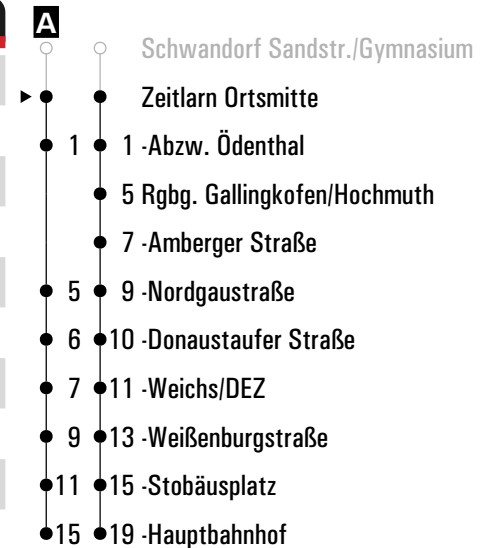 A
Schwandorf Sandstr./Gymnasium
Zeitlarn Ortsmitte
1 1 -Abzw. Ödenthal
5 Rgbg. Gallingkofen/Hochmuth
7 -Amberger Straße
5 9 -Nordgaustraße
6 10 -Donaustaufer Straße
7 11 -Weichs/DEZ
9 13 -Weißenburgstraße
11 15 -Stobäusplatz
15 19 -Hauptbahnhof